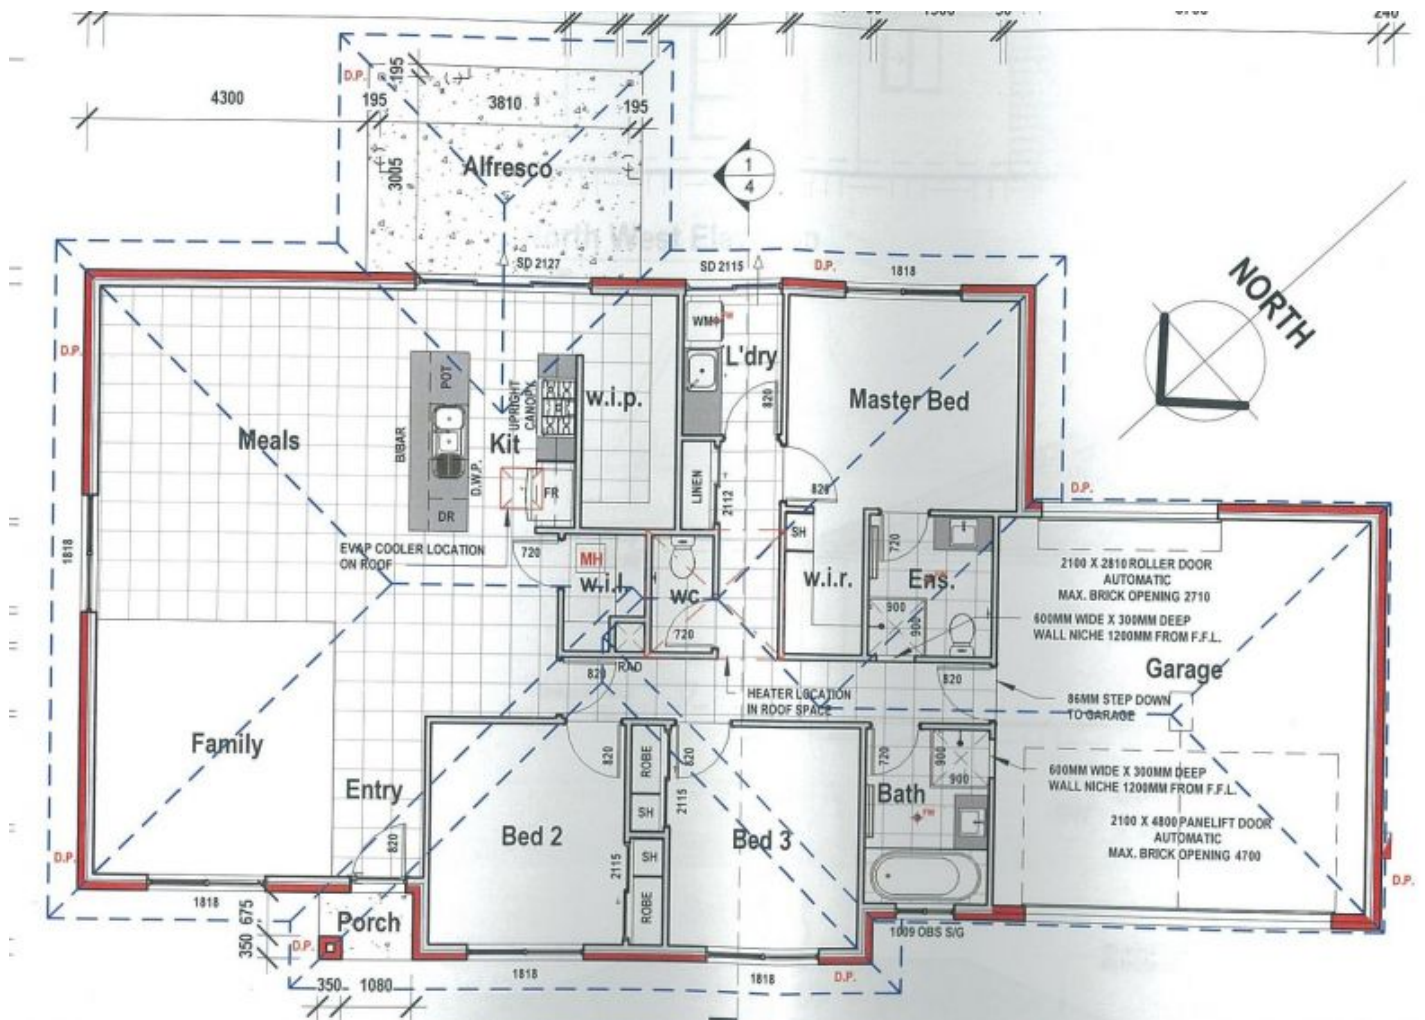 240
4300
195
195
3810
195
D.P.
Alfresco
3005
1
4
SD 2127
SD 2115
D.P.
1818
NORTH
D.P.
WM
FW
L'dry
POT
UPRIGHT
CANOPY
w.i.p.
820
Master Bed
Meals
B/BAR
Kit
D.W.P.
LINEN
2112
820
D.P.
FR
DR
SH
EVAP COOLER LOCATION
ON ROOF
720
MH
w.i.l.
WC
w.i.r.
720
Ens.
2100 X 2810 ROLLER DOOR
AUTOMATIC
MAX. BRICK OPENING 2710
1818
900
900
600MM WIDE X 300MM DEEP
WALL NICHE 1200MM FROM F.F.L.
720
RAD
820
HEATER LOCATION
IN ROOF SPACE
820
86MM STEP DOWN
TO GARAGE
Garage
Family
820
ROBE
820
2115
720
900
900
600MM WIDE X 300MM DEEP
WALL NICHE 1200MM FROM F.F.L.
Entry
Bath
FW
SH
820
Bed 2
Bed 3
2100 X 4800 PANELIFT DOOR
AUTOMATIC
MAX. BRICK OPENING 4700
D.P.
2115
SH
ROBE
D.P.
1818
675
350
Porch
D.P.
1009 OBS S/G
350
1080
1818
1818
D.P.